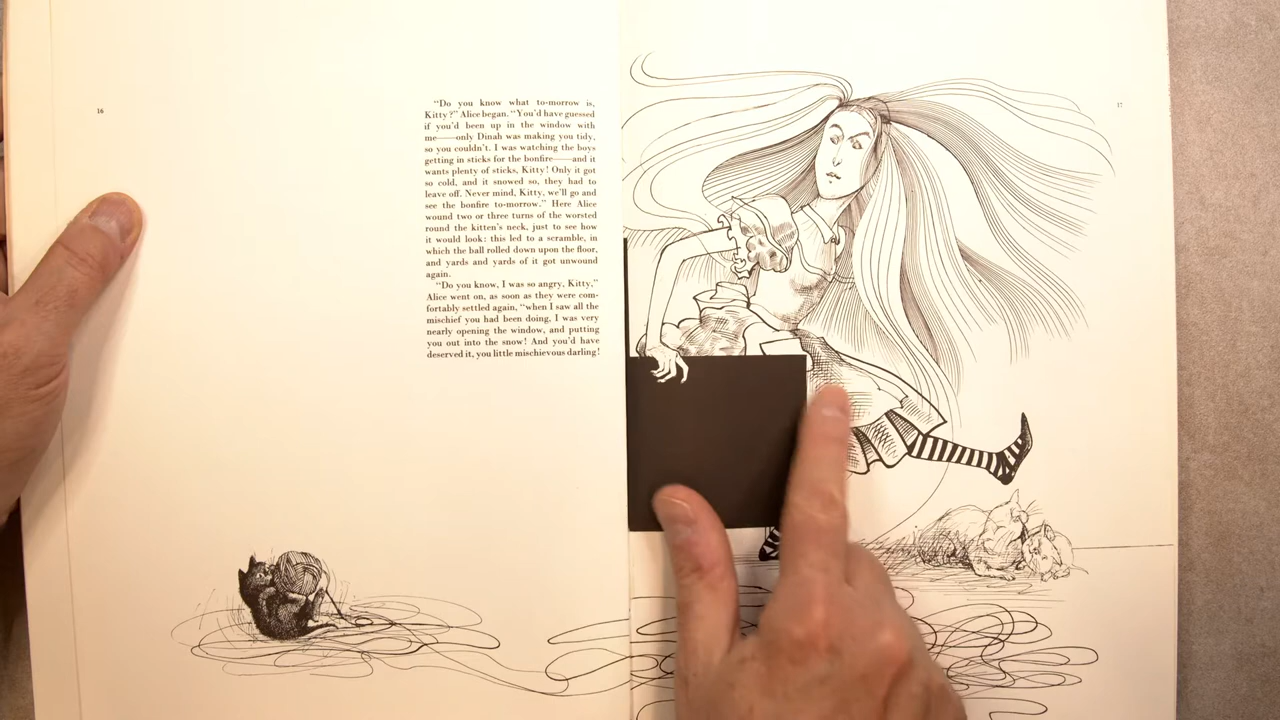 16
“Do you know what to-morrow is,
Kitty?” Alice began. “You’d have guessed
if you’d been up in the window with
me——only Dinah was making you tidy,
so you couldn’t. I was watching the boys
getting in sticks for the bonfire——and it
wants plenty of sticks, Kitty! Only it got
so cold, and it snowed so, they had to
leave off. Never mind, Kitty, we’ll go and
see the bonfire to-morrow.” Here Alice
wound two or three turns of the worsted
round the kitten’s neck, just to see how
it would look: this led to a scramble, in
which the ball rolled down upon the floor,
and yards and yards of it got unwound
again.
“Do you know, I was so angry, Kitty,”
Alice went on, as soon as they were com-
fortably settled again, “when I saw all the
mischief you had been doing, I was very
nearly opening the window, and putting
you out into the snow! And you’d have
deserved it, you little mischievous darling!
17